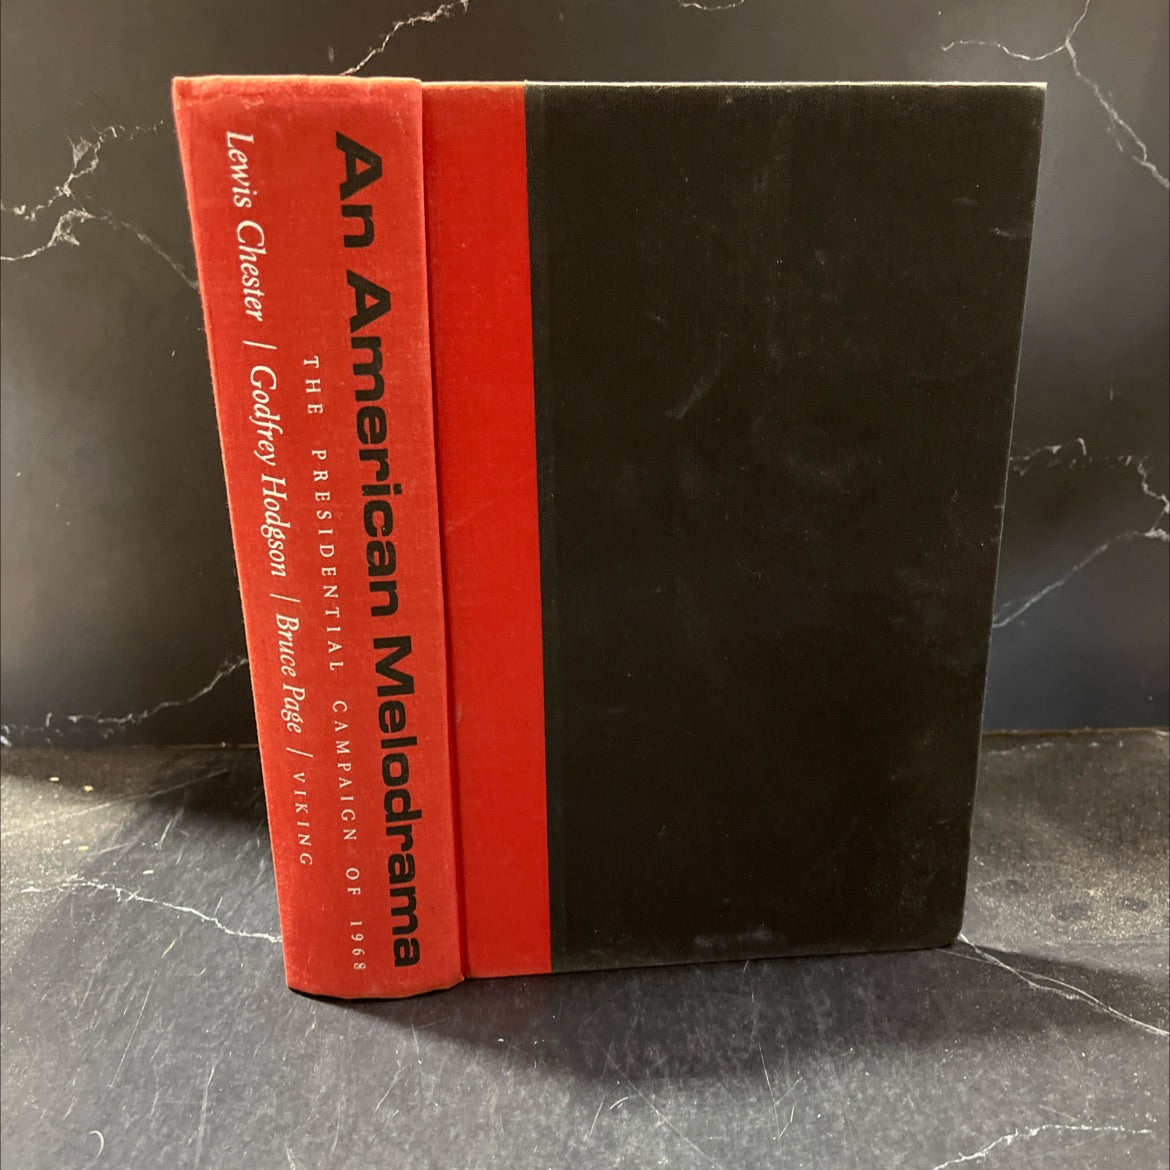 An American Melodrama
THE PRESIDENTIAL CAMPAIGN OF 1968
Lewis Chester / Godfrey Hodgson / Bruce Page / VIKING